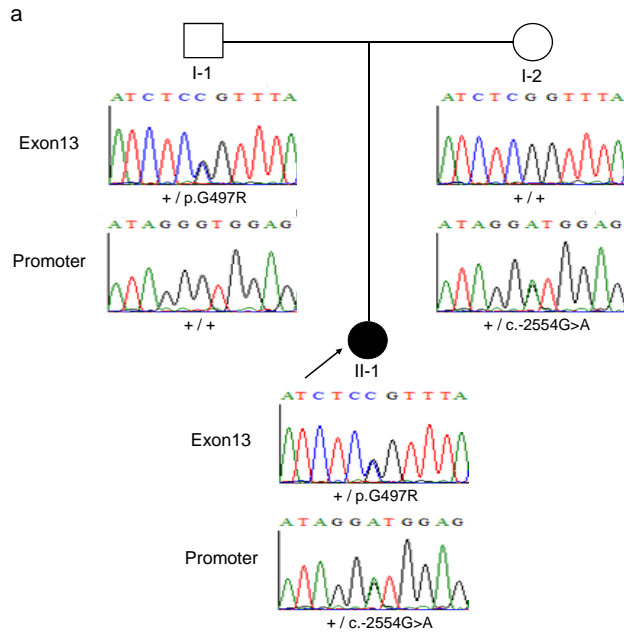 a
I-1
I-2
ATCTCCGTTTA
ATCTCGGTTTA
Exon13
+ / p.G497R
+ / +
ATAGGGTGGAG
ATAGGATGGAG
Promoter
+ / +
+ / c.-2554G>A
II-1
ATCTCCGTTTA
Exon13
+ / p.G497R
ATAGGATGGAG
Promoter
+ / c.-2554G>A